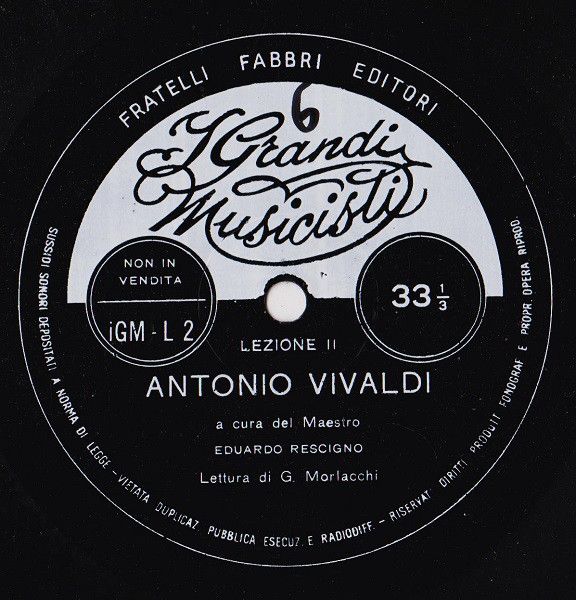 FRATELLI FABBRI EDITORI
6
I Grandi
Musicisti
NON IN
VENDITA
iGM - L 2
33 1/3
LEZIONE II
ANTONIO VIVALDI
a cura del Maestro
EDUARDO RESCIGNO
Lettura di G. Morlacchi
SUSSIDI SONORI DEPOSITATI A NORMA DI LEGGE - VIETATA DUPLICAZ. PUBBLICA ESECUZ. E RADIODIFF. - RISERVAT. DIRITTI PRODUT. FONOGRAF. E PROPR. OPERA RIPROD.